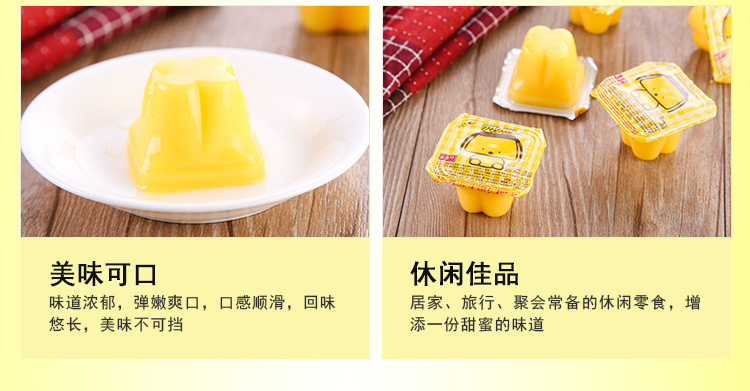 美味可口
味道浓郁，弹嫩爽口，口感顺滑，回味
悠长，美味不可挡
休闲佳品
居家、旅行、聚会常备的休闲零食，增
添一份甜蜜的味道